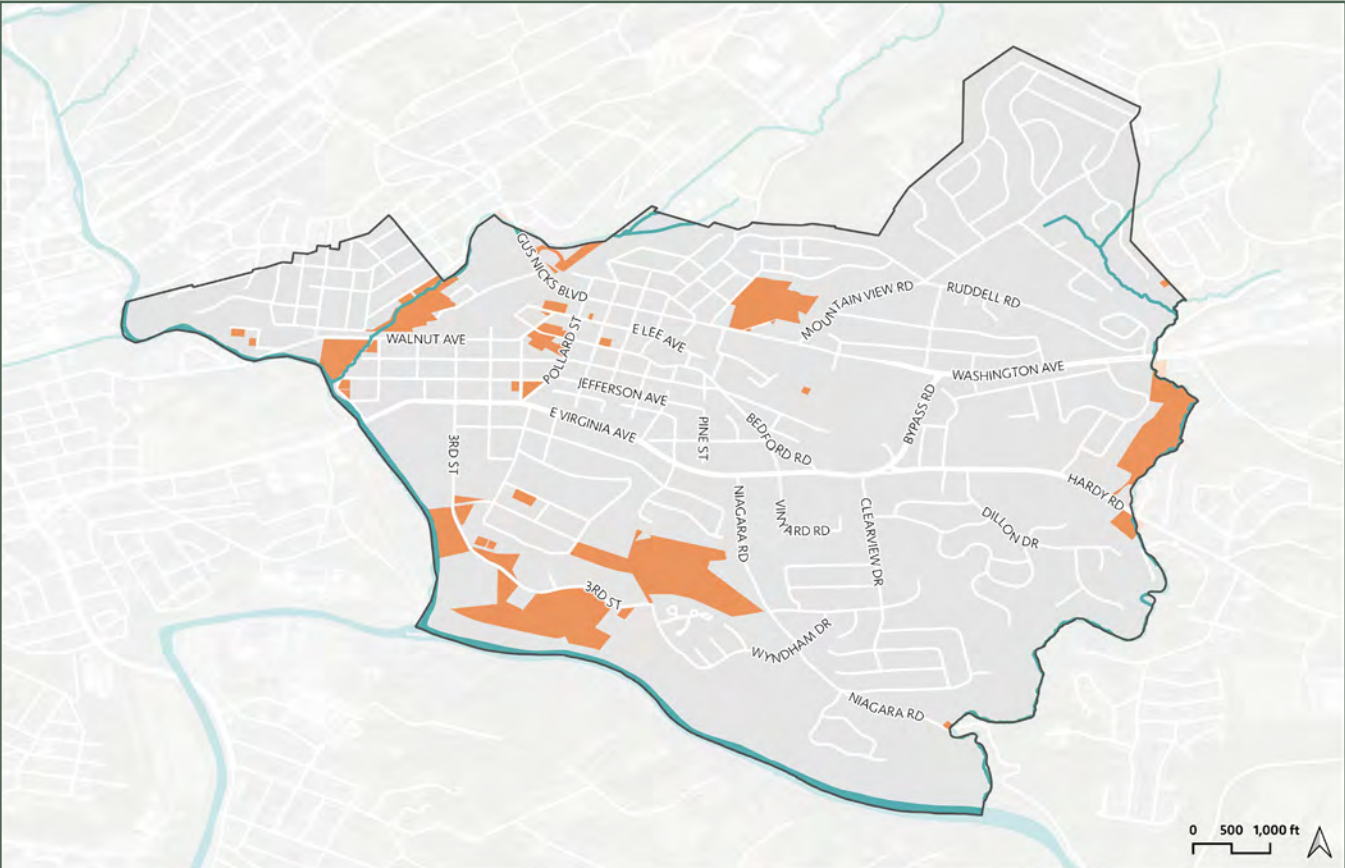 GUS NICKS BLVD
MOUNTAIN VIEW RD
RUDDELL RD
WALNUT AVE
POLLARD ST
E LEE AVE
WASHINGTON AVE
JEFFERSON AVE
BYPASS RD
E VIRGINIA AVE
PINE ST
BEDFORD RD
3RD ST
HARDY RD
NIAGARA RD
VINYARD RD
CLEARVIEW DR
DILLON DR
3RD ST
WYNDHAM DR
NIAGARA RD
0 500 1,000 ft